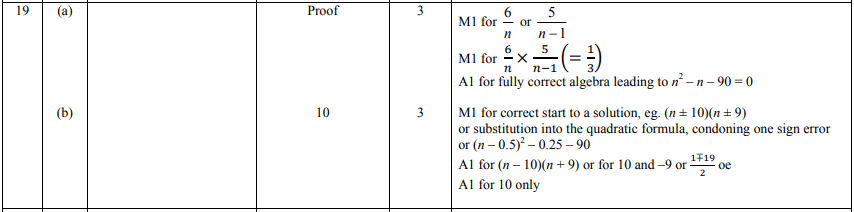 19 (a) Proof 3 M1 for 6/n or 5/(n – 1)
M1 for 6/n × 5/(n–1) (= 1/3)
A1 for fully correct algebra leading to n² – n – 90 = 0
(b) 10 3 M1 for correct start to a solution, eg. (n ± 10)(n ± 9)
or substitution into the quadratic formula, condoning one sign error
or (n – 0.5)² – 0.25 – 90
A1 for (n – 10)(n + 9) or for 10 and –9 or (1∓19)/2 oe
A1 for 10 only